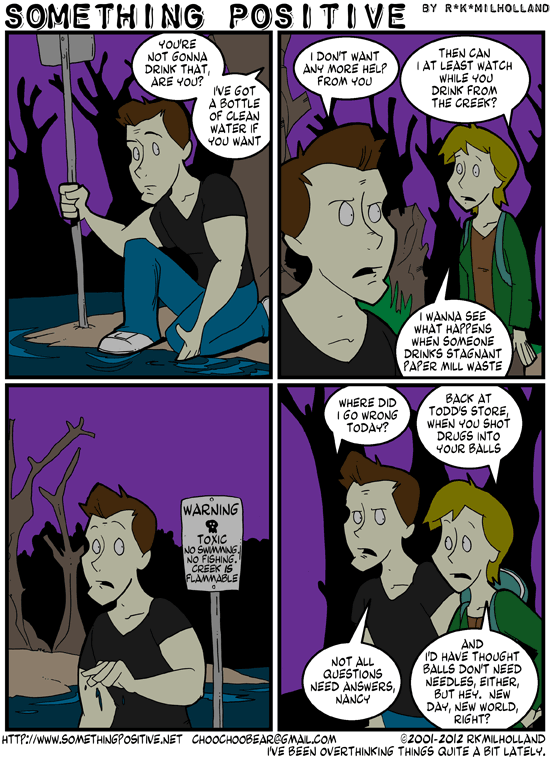 SOMETHING POSITIVE BY R*K*MILHOLLAND
YOU'RE
NOT GONNA
DRINK THAT,
ARE YOU?
I'VE GOT
A BOTTLE
OF CLEAN
WATER IF
YOU WANT
I DON'T WANT
ANY MORE HELP
FROM YOU
THEN CAN
I AT LEAST WATCH
WHILE YOU
DRINK FROM
THE CREEK?
I WANNA SEE
WHAT HAPPENS
WHEN SOMEONE
DRINKS STAGNANT
PAPER MILL WASTE
WARNING
TOXIC
NO SWIMMING.
NO FISHING.
CREEK IS
FLAMMABLE
WHERE DID
I GO WRONG
TODAY?
BACK AT
TODD'S STORE,
WHEN YOU SHOT
DRUGS INTO
YOUR BALLS
NOT ALL
QUESTIONS
NEED ANSWERS,
NANCY
AND
I'D HAVE THOUGHT
BALLS DON'T NEED
NEEDLES, EITHER,
BUT HEY. NEW
DAY, NEW WORLD,
RIGHT?
HTTP://WWW.SOMETHINGPOSITIVE.NET CHOOCHOOBEAR@GMAIL.COM ©2001-2012 RKMILHOLLAND
I'VE BEEN OVERTHINKING THINGS QUITE A BIT LATELY.